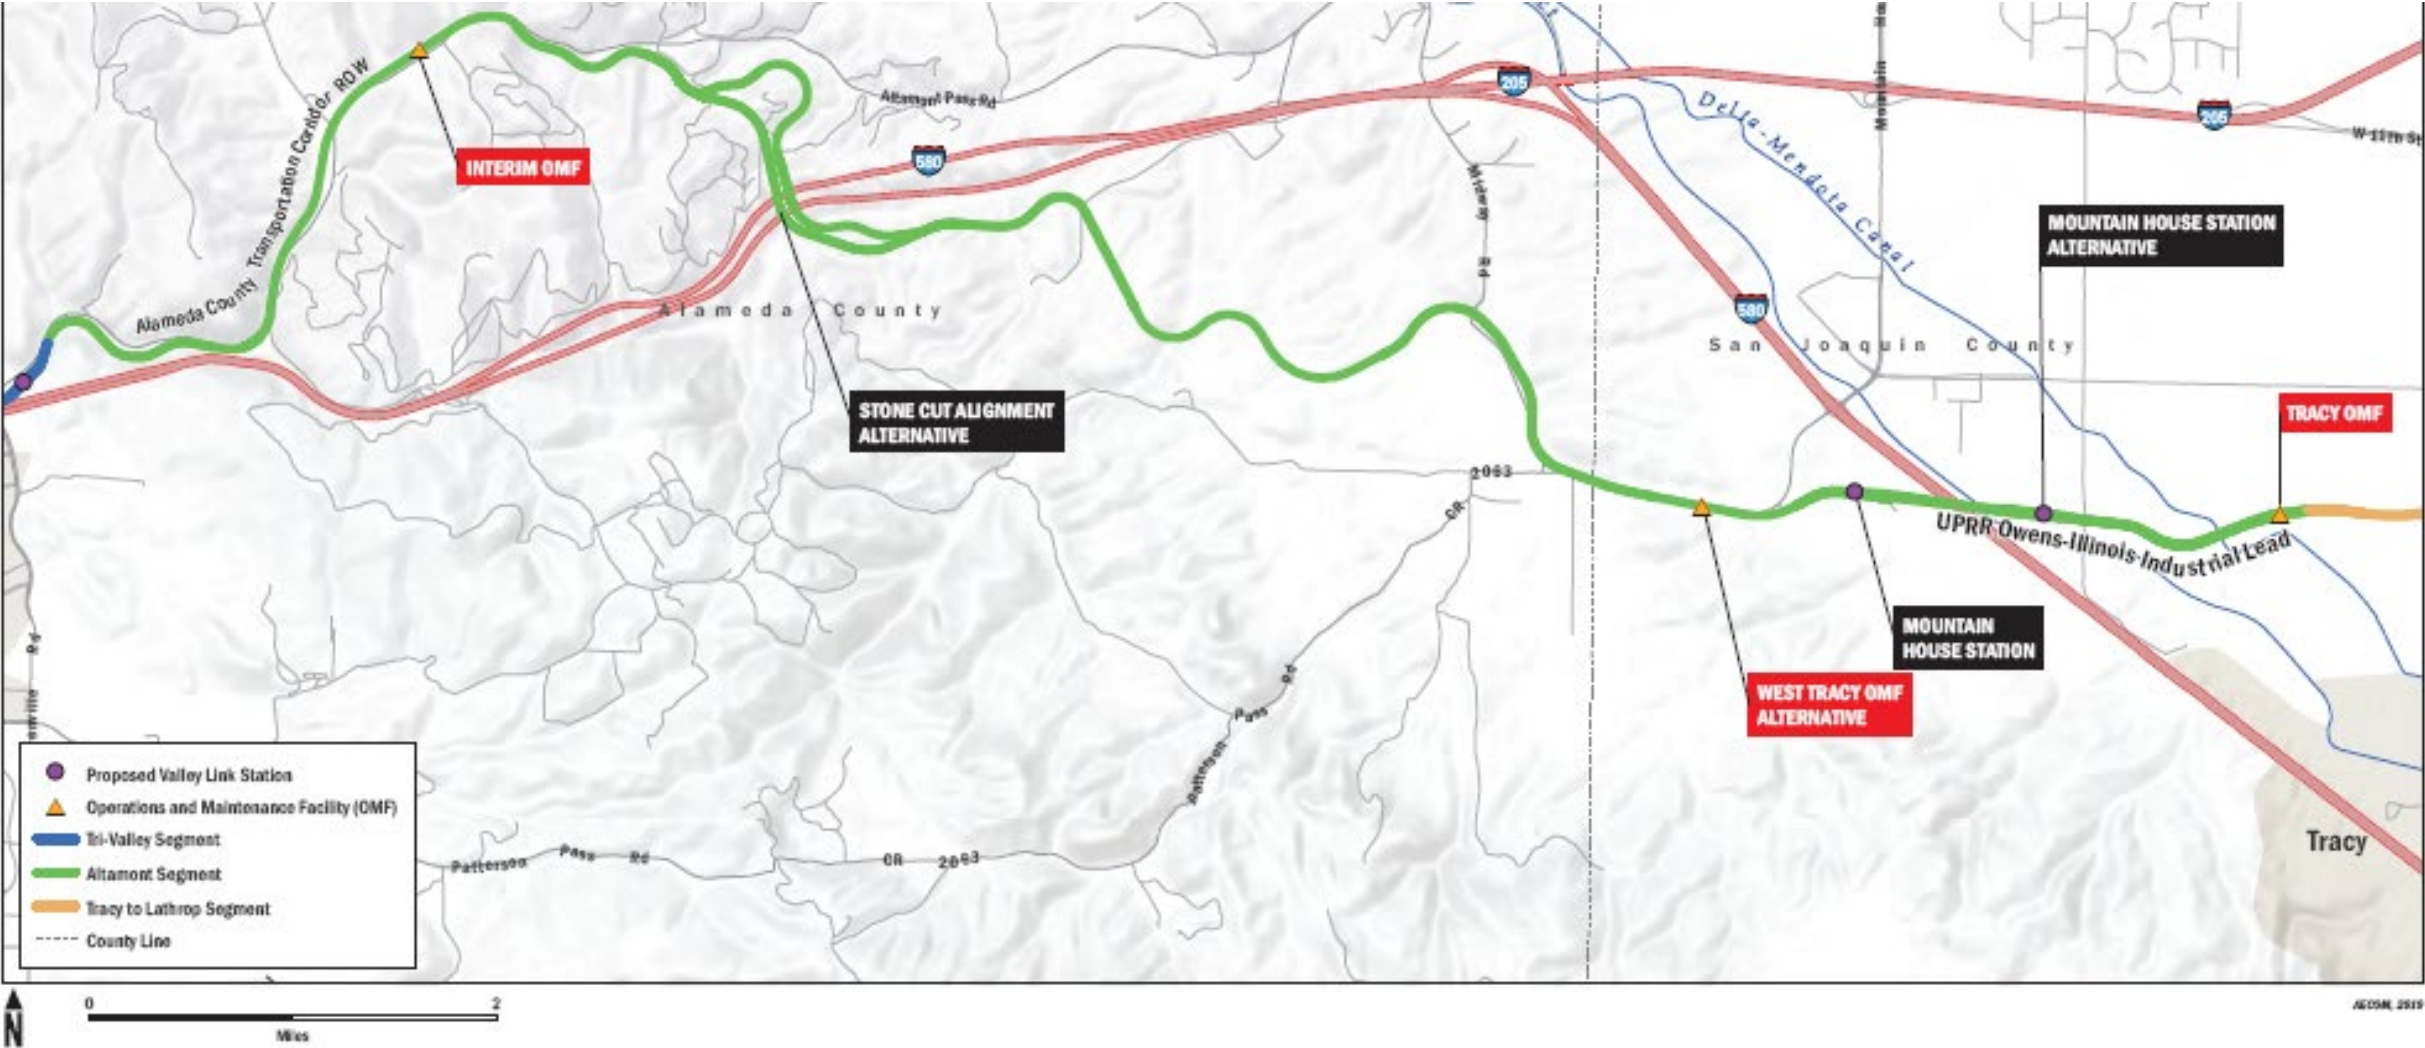 Alameda County Transportation Corridor ROW
INTERIM OMF
Altamont Pass Rd
580
205
205
W 11th St
Mountain
Delta-Mendota Canal
Midway Rd
MOUNTAIN HOUSE STATION
ALTERNATIVE
580
Alameda County
San Joaquin County
STONE CUT ALIGNMENT
ALTERNATIVE
TRACY OMF
2063
CR
UPRR Owens-Illinois-Industrial Lead
MOUNTAIN
HOUSE STATION
WEST TRACY OMF
ALTERNATIVE
Rd
Patterson Pass Rd
Tracy
Patterson Pass Rd
CR 2063
Proposed Valley Link Station
Operations and Maintenance Facility (OMF)
Tri-Valley Segment
Altamont Segment
Tracy to Lathrop Segment
County Line
N
0 2
Miles
AECOM, 2019